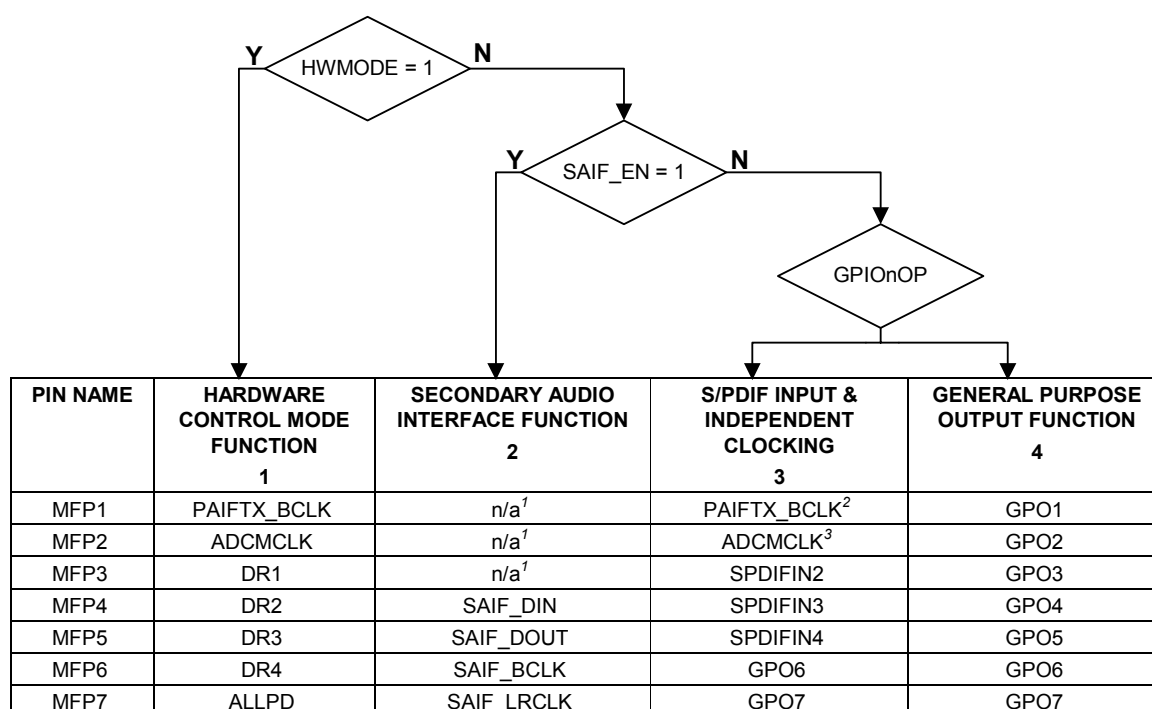 Y
HWMODE = 1
N
Y
SAIF_EN = 1
N
GPIOnOP
PIN NAME
HARDWARE
CONTROL MODE
FUNCTION
1
SECONDARY AUDIO
INTERFACE FUNCTION
2
S/PDIF INPUT &
INDEPENDENT
CLOCKING
3
GENERAL PURPOSE
OUTPUT FUNCTION
4
MFP1 PAIFTX_BCLK n/a¹ PAIFTX_BCLK² GPO1
MFP2 ADCMCLK n/a¹ ADCMCLK³ GPO2
MFP3 DR1 n/a¹ SPDIFIN2 GPO3
MFP4 DR2 SAIF_DIN SPDIFIN3 GPO4
MFP5 DR3 SAIF_DOUT SPDIFIN4 GPO5
MFP6 DR4 SAIF_BCLK GPO6 GPO6
MFP7 ALLPD SAIF_LRCLK GPO7 GPO7